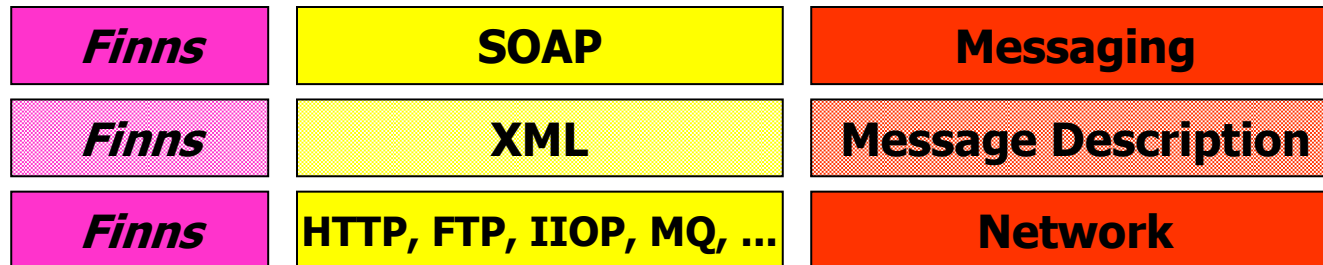 Finns SOAP Messaging
Finns XML Message Description
Finns HTTP, FTP, IIOP, MQ, ... Network